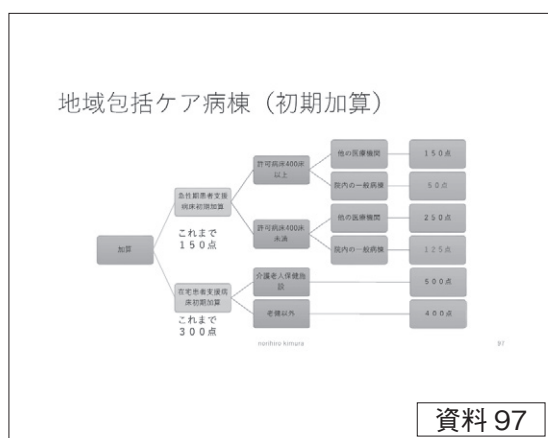 地域包括ケア病棟（初期加算）
加算
急性期患者支援
病床初期加算
これまで
１５０点
許可病床400床
以上
他の医療機関
１５０点
院内の一般病棟
５０点
許可病床400床
未満
他の医療機関
２５０点
院内の一般病棟
１２５点
在宅患者支援病
床初期加算
これまで
３００点
介護老人保健施
設
５００点
老健以外
４００点
norihiro kimura
97
資料 97